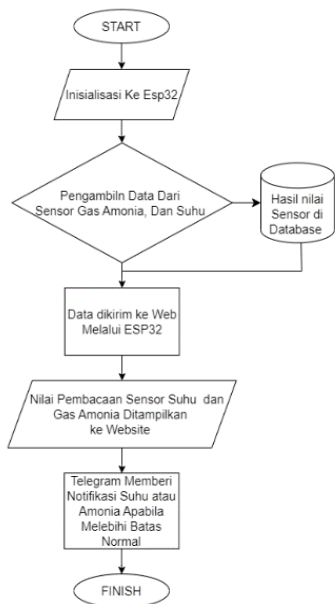 START
Inisialisasi Ke Esp32
Pengambiln Data Dari
Sensor Gas Amonia, Dan Suhu
Hasil nilai
Sensor di
Database
Data dikirim ke Web
Melalui ESP32
Nilai Pembacaan Sensor Suhu dan
Gas Amonia Ditampilkan
ke Website
Telegram Memberi
Notifikasi Suhu atau
Amonia Apabila
Melebihi Batas
Normal
FINISH